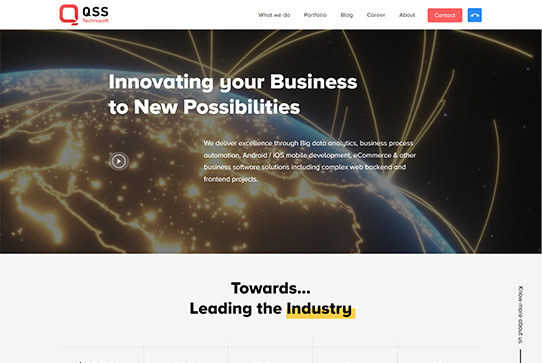 QSS
Technosoft
What we do
Portfolio
Blog
Career
About
Contact
Innovating your Business
to New Possibilities
We deliver excellence through Big data analytics, business process
automation, Android / iOS mobile development, eCommerce & other
business software solutions including complex web backend and
frontend projects.
Towards...
Leading the Industry
Know more about us